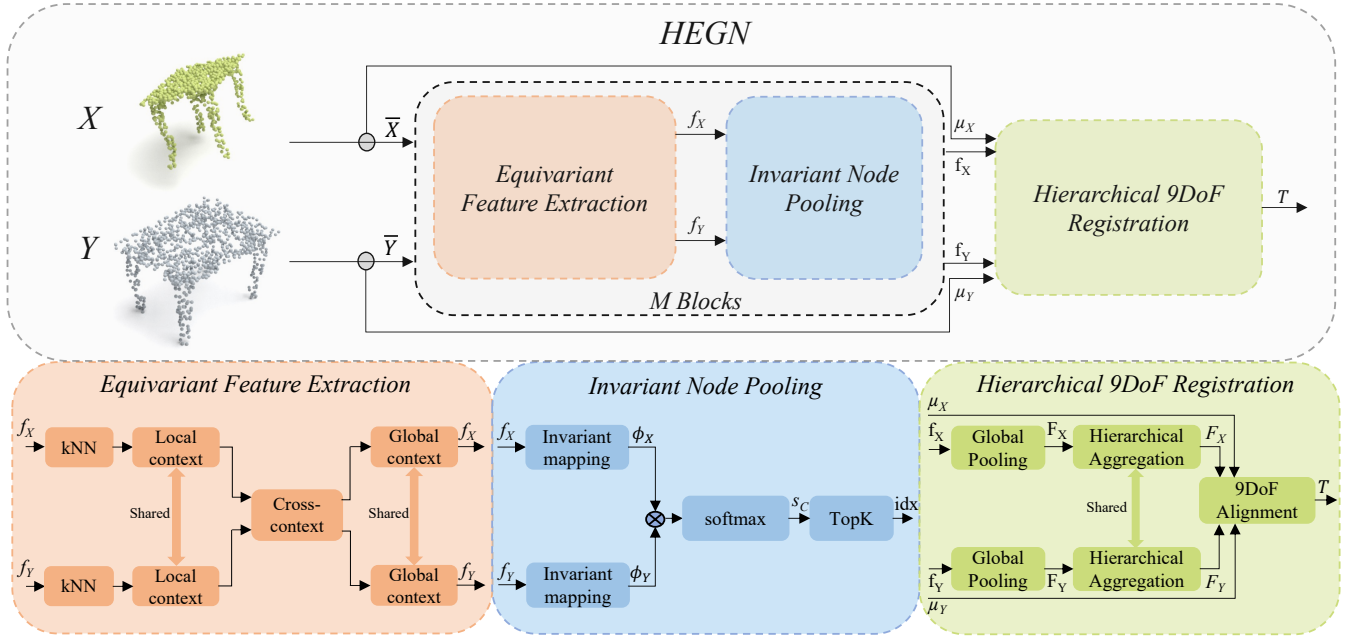 HEGN
X
X̅
f_X
μ_X
f_X
Equivariant
Feature Extraction
Invariant Node
Pooling
Hierarchical 9DoF
Registration
T
Y
Y̅
f_Y
f_Y
μ_Y
M Blocks
Equivariant Feature Extraction
f_X
kNN
Local
context
Global
context
f_X
Shared
Cross-
context
Shared
f_Y
kNN
Local
context
Global
context
f_Y
Invariant Node Pooling
f_X
Invariant
mapping
ϕ_X
softmax
s_C
TopK
idx
f_Y
Invariant
mapping
ϕ_Y
Hierarchical 9DoF Registration
μ_X
f_X
Global
Pooling
F_X
Hierarchical
Aggregation
F_X
Shared
9DoF
Alignment
T
f_Y
Global
Pooling
F_Y
Hierarchical
Aggregation
F_Y
μ_Y